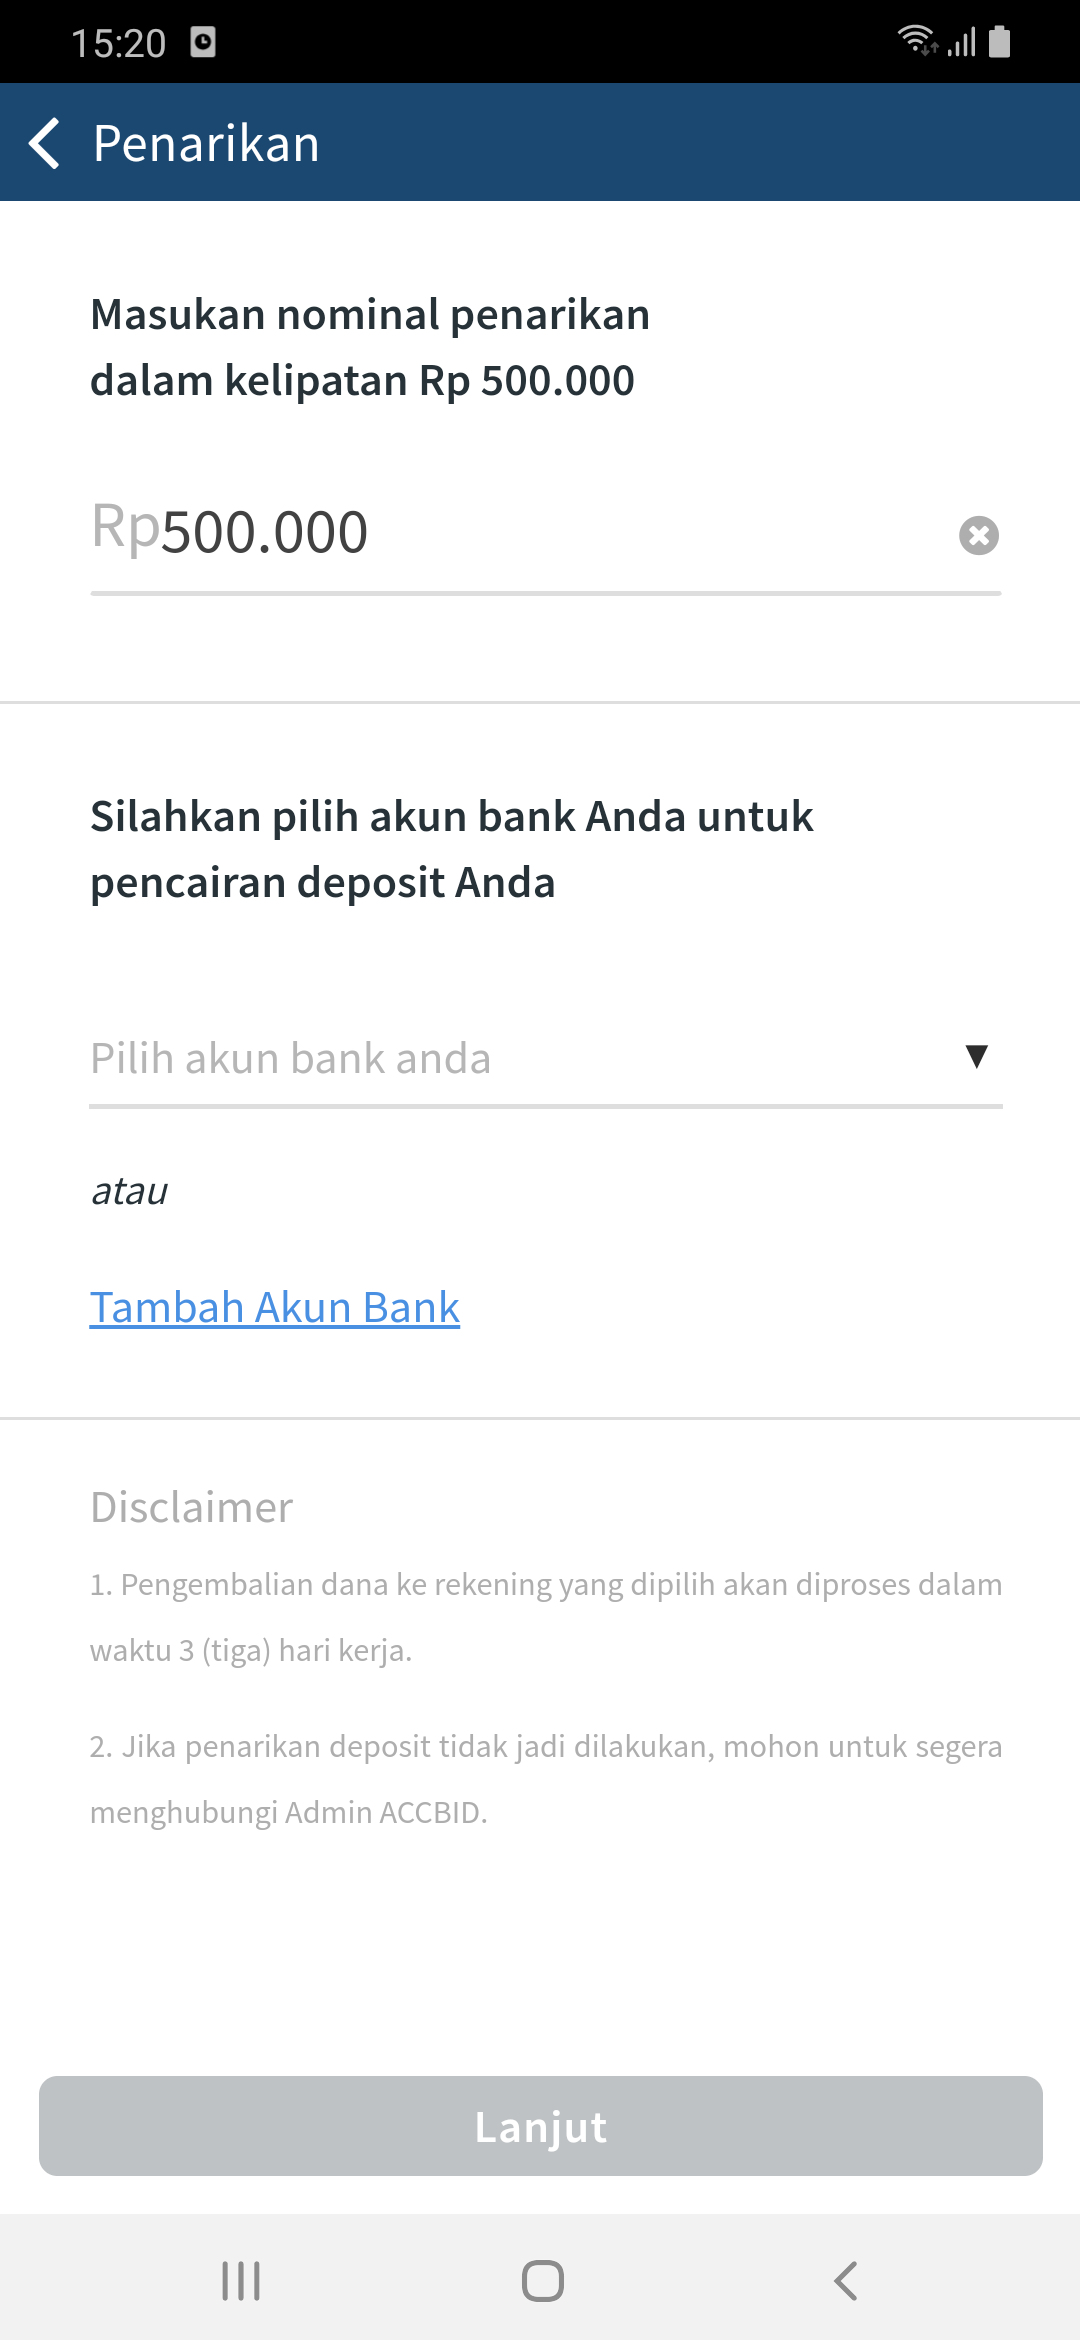 15:20
Penarikan
Masukan nominal penarikan
dalam kelipatan Rp 500.000
Rp500.000
Silahkan pilih akun bank Anda untuk
pencairan deposit Anda
Pilih akun bank anda
atau
Tambah Akun Bank
Disclaimer
1. Pengembalian dana ke rekening yang dipilih akan diproses dalam
waktu 3 (tiga) hari kerja.
2. Jika penarikan deposit tidak jadi dilakukan, mohon untuk segera
menghubungi Admin ACCBID.
Lanjut